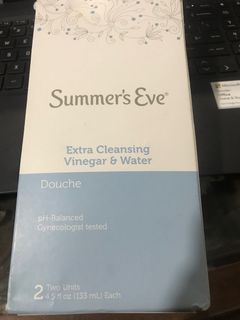 Summer's Eve®
Extra Cleansing
Vinegar & Water
Douche
pH-Balanced
Gynecologist tested
2 Two Units
4.5 fl oz (133 mL) Each
Office